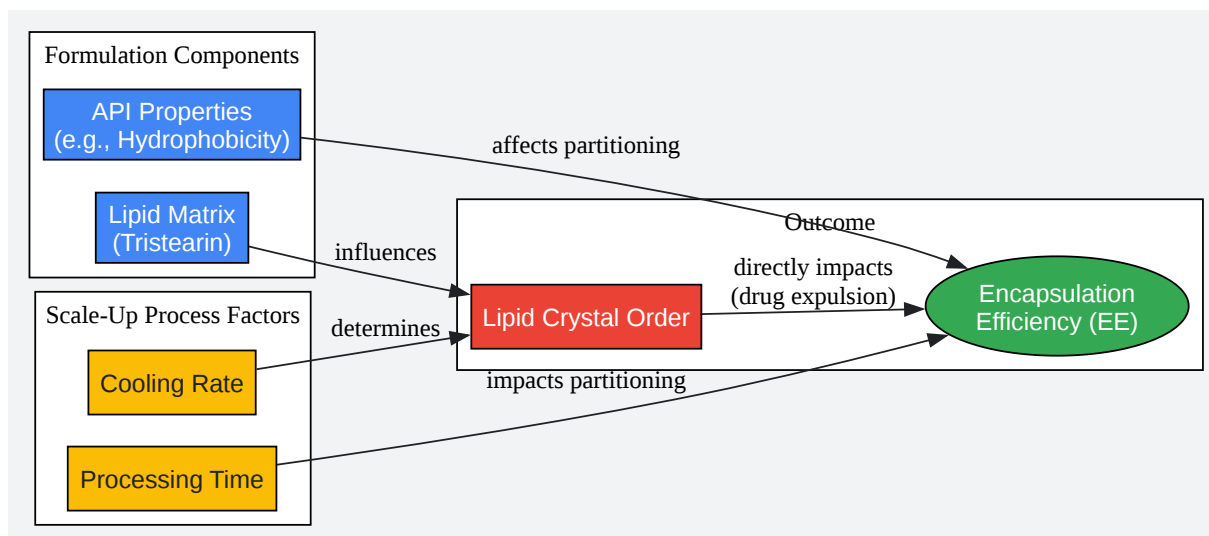 Formulation Components
API Properties
(e.g., Hydrophobicity)
Lipid Matrix
(Tristearin)
Scale-Up Process Factors
Cooling Rate
Processing Time
affects partitioning
influences
determines
impacts partitioning
Outcome
Lipid Crystal Order
directly impacts
(drug expulsion)
Encapsulation
Efficiency (EE)